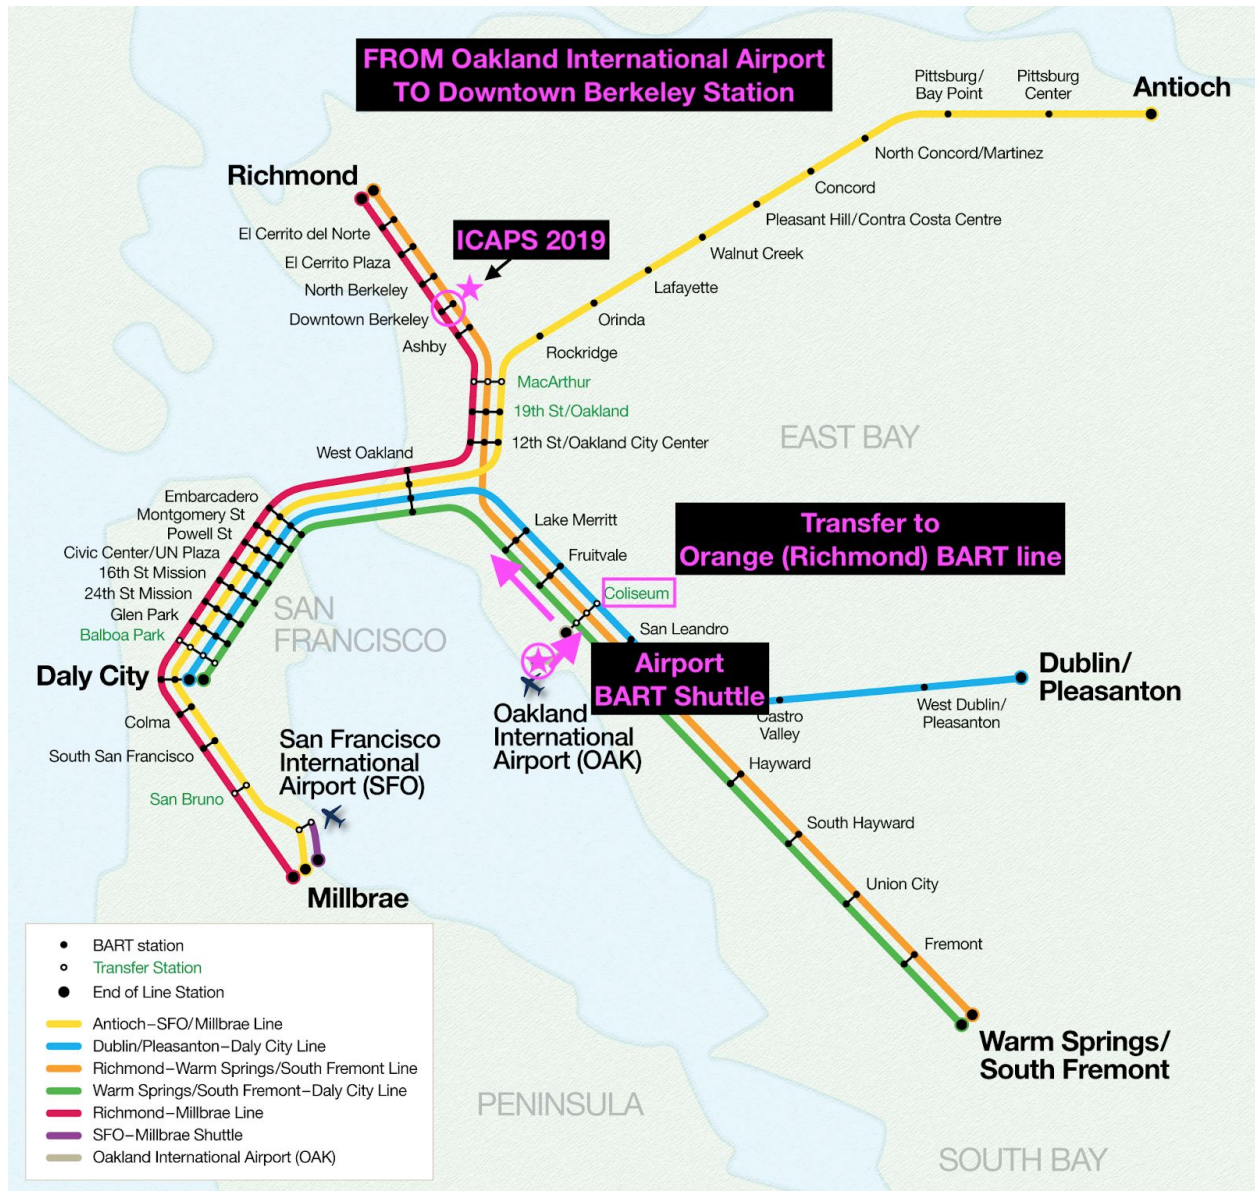 FROM Oakland International Airport
TO Downtown Berkeley Station
Pittsburg/
Bay Point
Pittsburg
Center
Antioch
North Concord/Martinez
Concord
Pleasant Hill/Contra Costa Centre
Walnut Creek
Lafayette
Orinda
Rockridge
Richmond
El Cerrito del Norte
El Cerrito Plaza
North Berkeley
Downtown Berkeley
Ashby
ICAPS 2019
MacArthur
19th St/Oakland
12th St/Oakland City Center
EAST BAY
West Oakland
Embarcadero
Montgomery St
Powell St
Civic Center/UN Plaza
16th St Mission
24th St Mission
Glen Park
Balboa Park
Daly City
SAN
FRANCISCO
Lake Merritt
Fruitvale
Coliseum
San Leandro
Transfer to
Orange (Richmond) BART line
Airport
BART Shuttle
Oakland
International
Airport (OAK)
Castro
Valley
West Dublin/
Pleasanton
Dublin/
Pleasanton
Colma
South San Francisco
San Bruno
San Francisco
International
Airport (SFO)
Millbrae
Hayward
South Hayward
Union City
Fremont
Warm Springs/
South Fremont
PENINSULA
SOUTH BAY
BART station
Transfer Station
End of Line Station
Antioch–SFO/Millbrae Line
Dublin/Pleasanton–Daly City Line
Richmond–Warm Springs/South Fremont Line
Warm Springs/South Fremont–Daly City Line
Richmond–Millbrae Line
SFO–Millbrae Shuttle
Oakland International Airport (OAK)